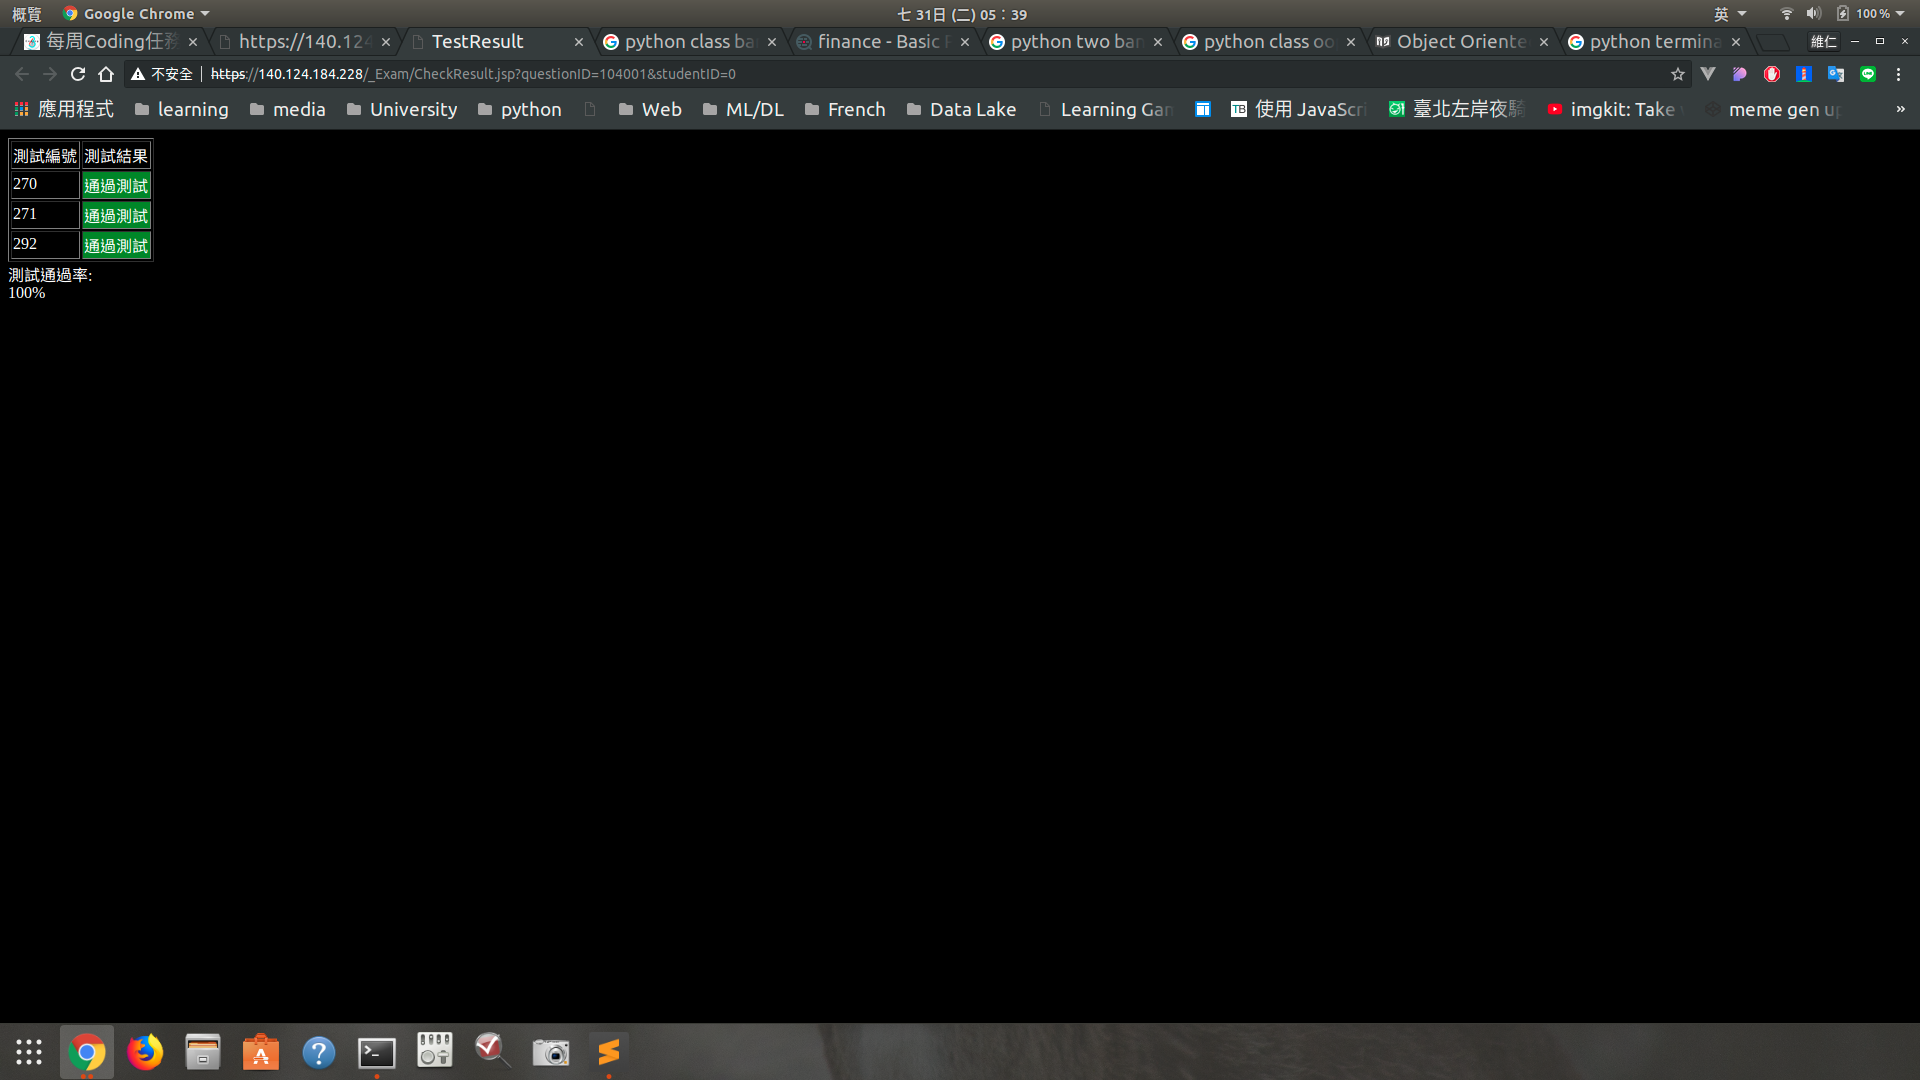 概覽 Google Chrome 七 31日 (二) 05：39 英 100%
每周Coding任務 https://140.124 TestResult python class ba finance - Basic python two ban python class oo Object Oriente python termina 維仁
不安全 https://140.124.184.228/_Exam/CheckResult.jsp?questionID=104001&studentID=0
應用程式 learning media University python Web ML/DL French Data Lake Learning Gam TB 使用 JavaScri 臺北左岸夜騎 imgkit: Take meme gen up »
測試編號 測試結果
270 通過測試
271 通過測試
292 通過測試
測試通過率:
100%